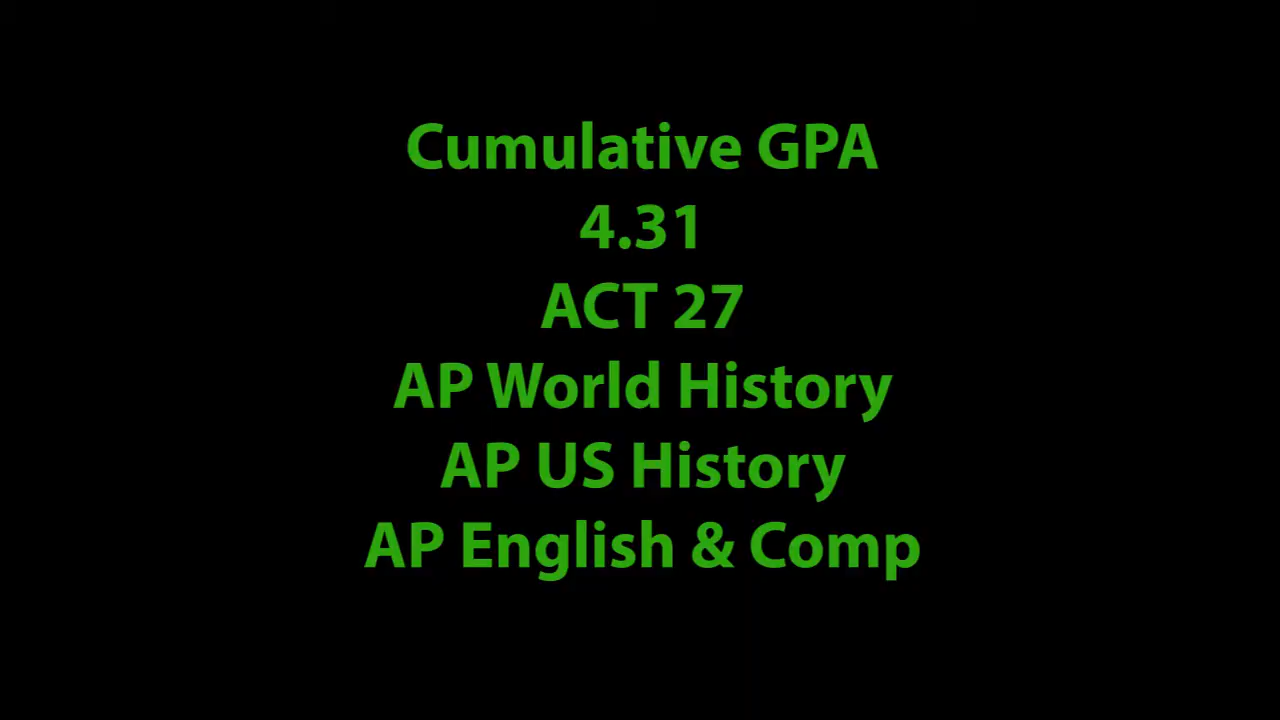 Cumulative GPA
4.31
ACT 27
AP World History
AP US History
AP English & Comp